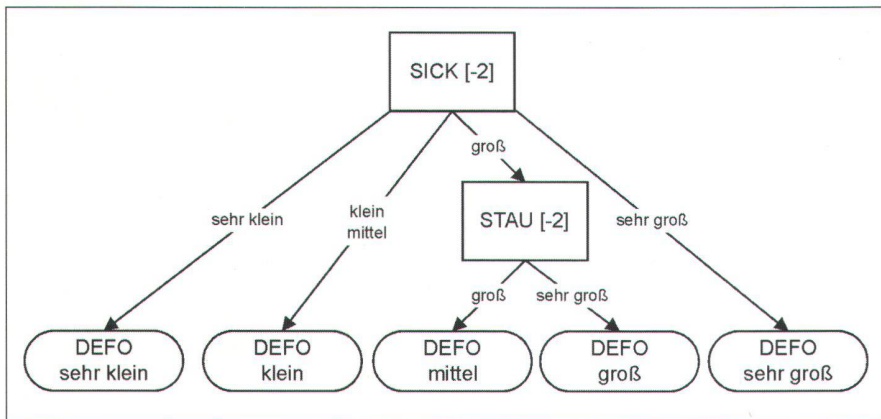 SICK [-2]
groß
sehr klein
klein
mittel
STAU [-2]
sehr groß
groß
sehr groß
DEFO
sehr klein
DEFO
klein
DEFO
mittel
DEFO
groß
DEFO
sehr groß